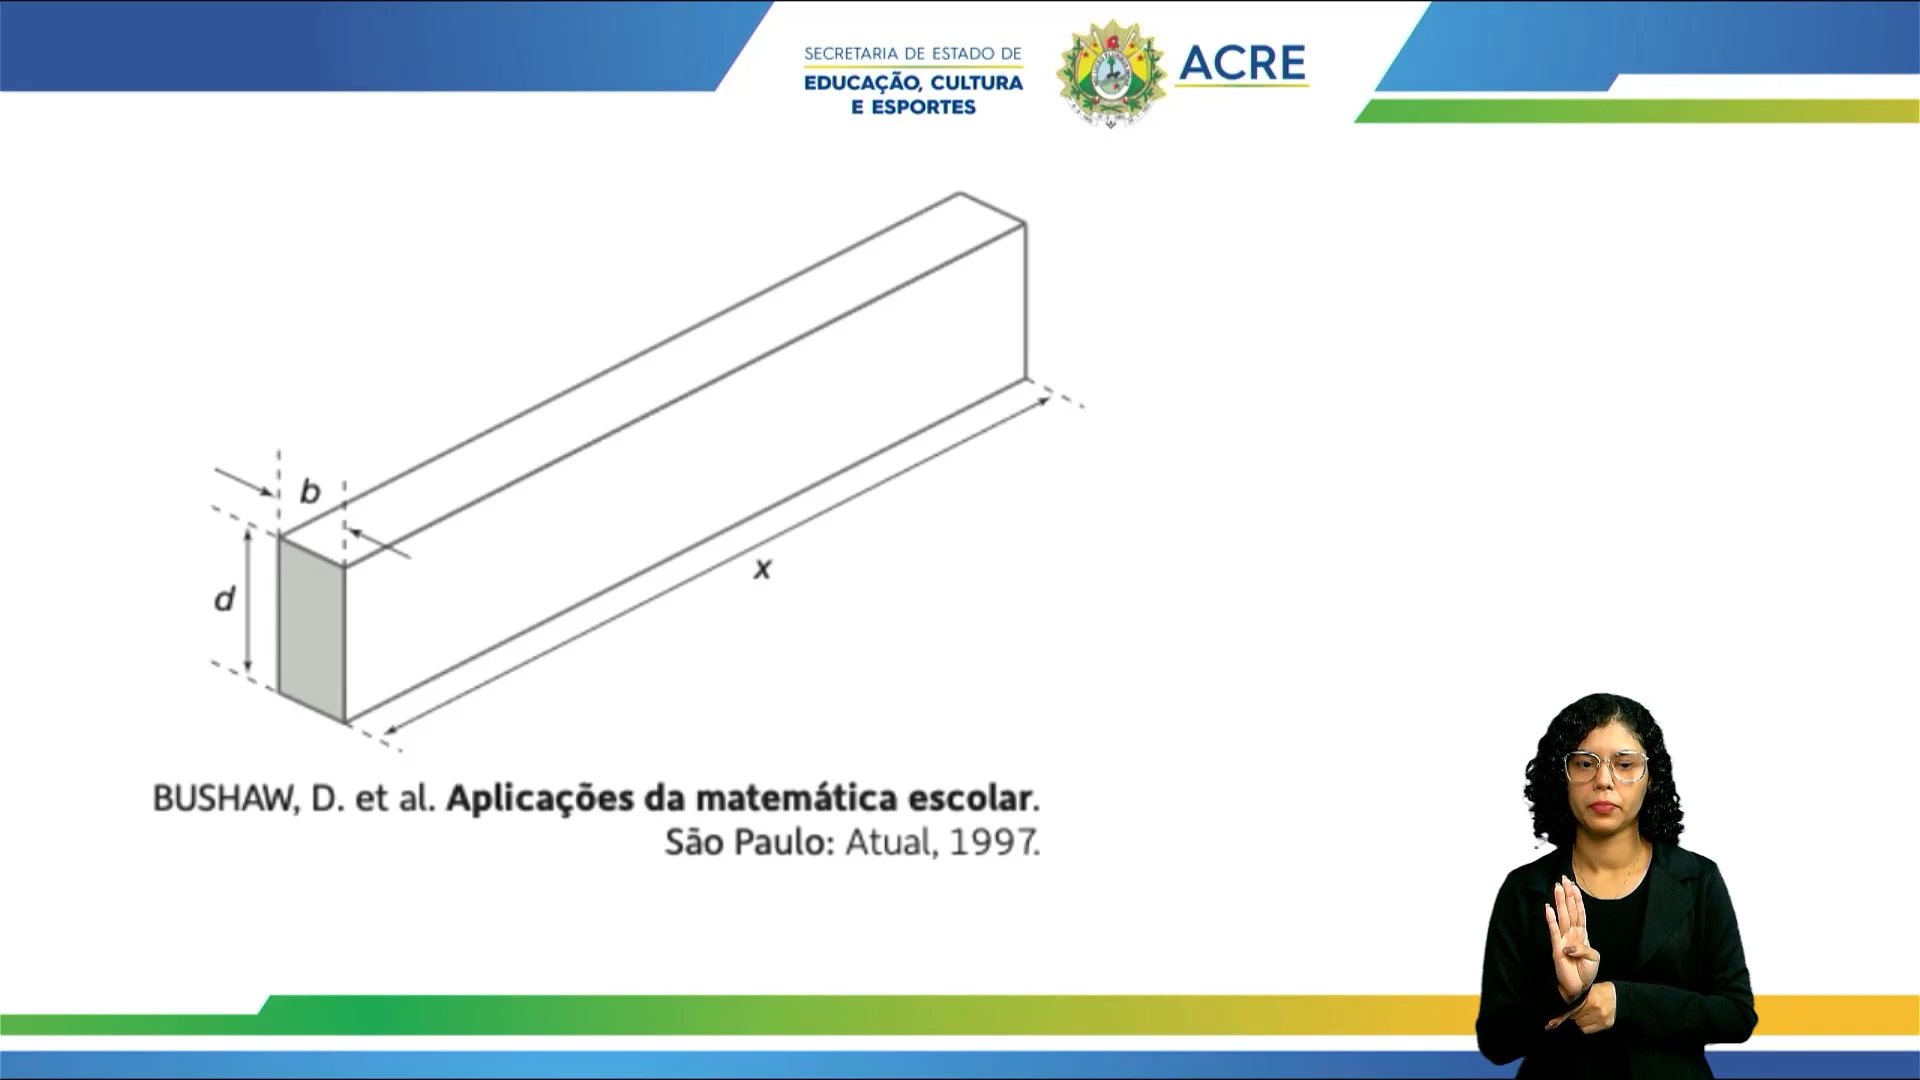 SECRETARIA DE ESTADO DE
EDUCAÇÃO, CULTURA
E ESPORTES
ACRE
b
d
x
BUSHAW, D. et al. Aplicações da matemática escolar.
São Paulo: Atual, 1997.